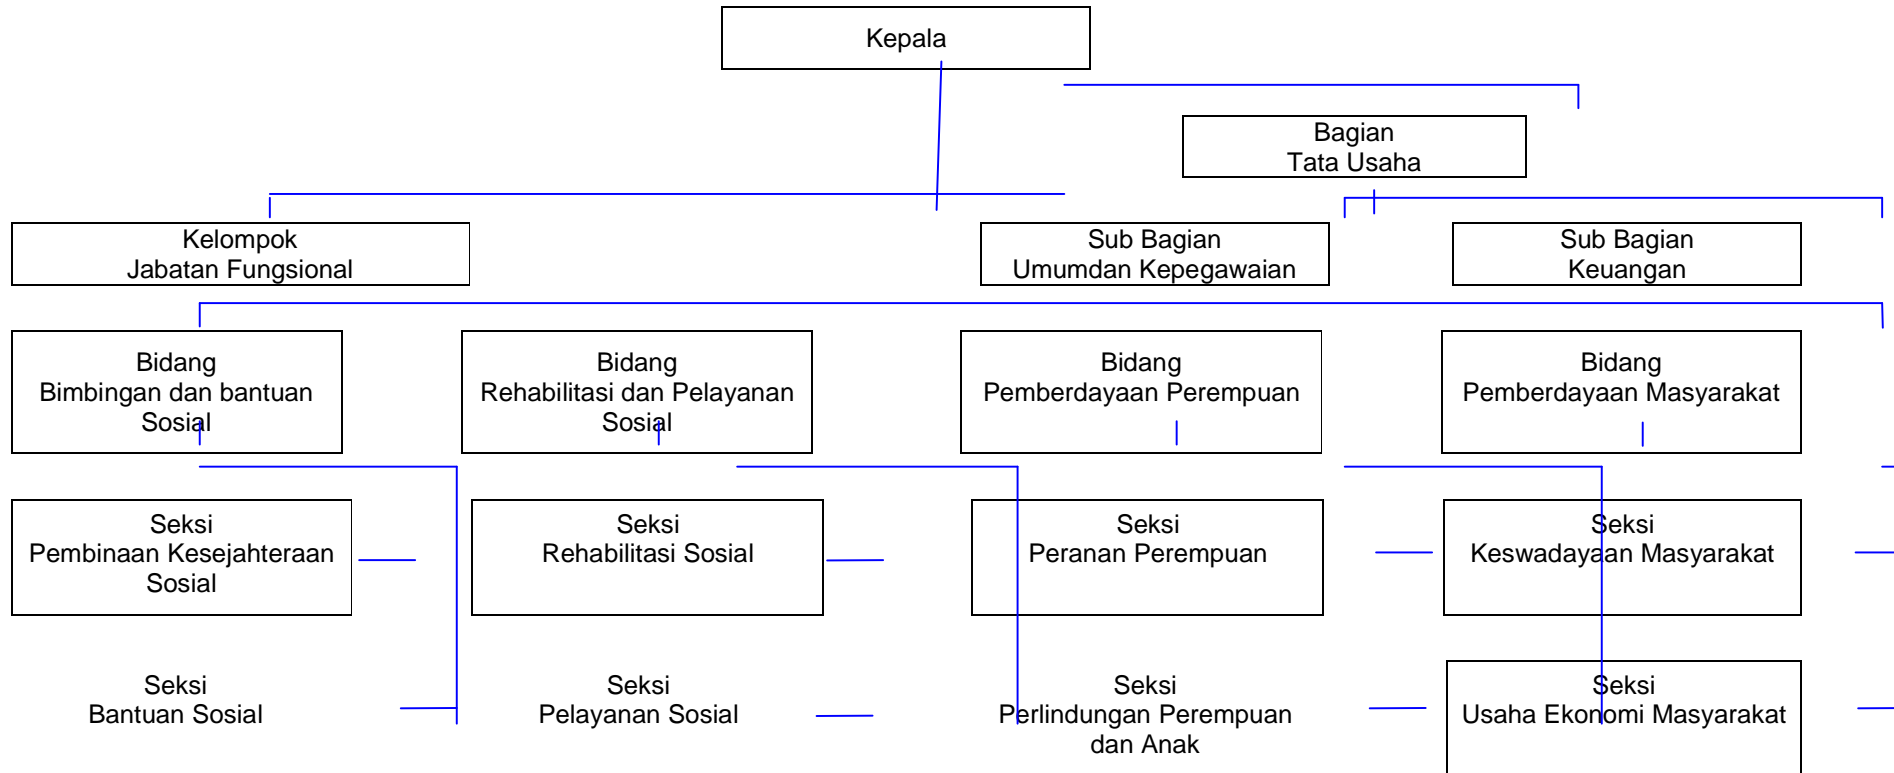 Kepala
Bagian
Tata Usaha
Kelompok
Jabatan Fungsional
Sub Bagian
Umumdan Kepegawaian
Sub Bagian
Keuangan
Bidang
Bimbingan dan bantuan
Sosial
Bidang
Rehabilitasi dan Pelayanan
Sosial
Bidang
Pemberdayaan Perempuan
Bidang
Pemberdayaan Masyarakat
Seksi
Pembinaan Kesejahteraan
Sosial
Seksi
Rehabilitasi Sosial
Seksi
Peranan Perempuan
Seksi
Keswadayaan Masyarakat
Seksi
Bantuan Sosial
Seksi
Pelayanan Sosial
Seksi
Perlindungan Perempuan
dan Anak
Seksi
Usaha Ekonomi Masyarakat